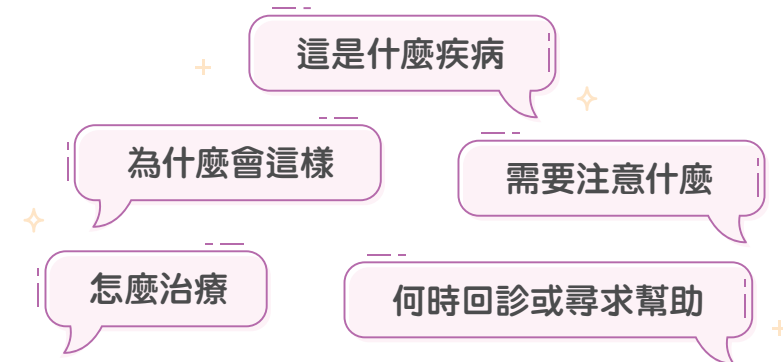 這是什麼疾病
為什麼會這樣
需要注意什麼
怎麼治療
何時回診或尋求幫助